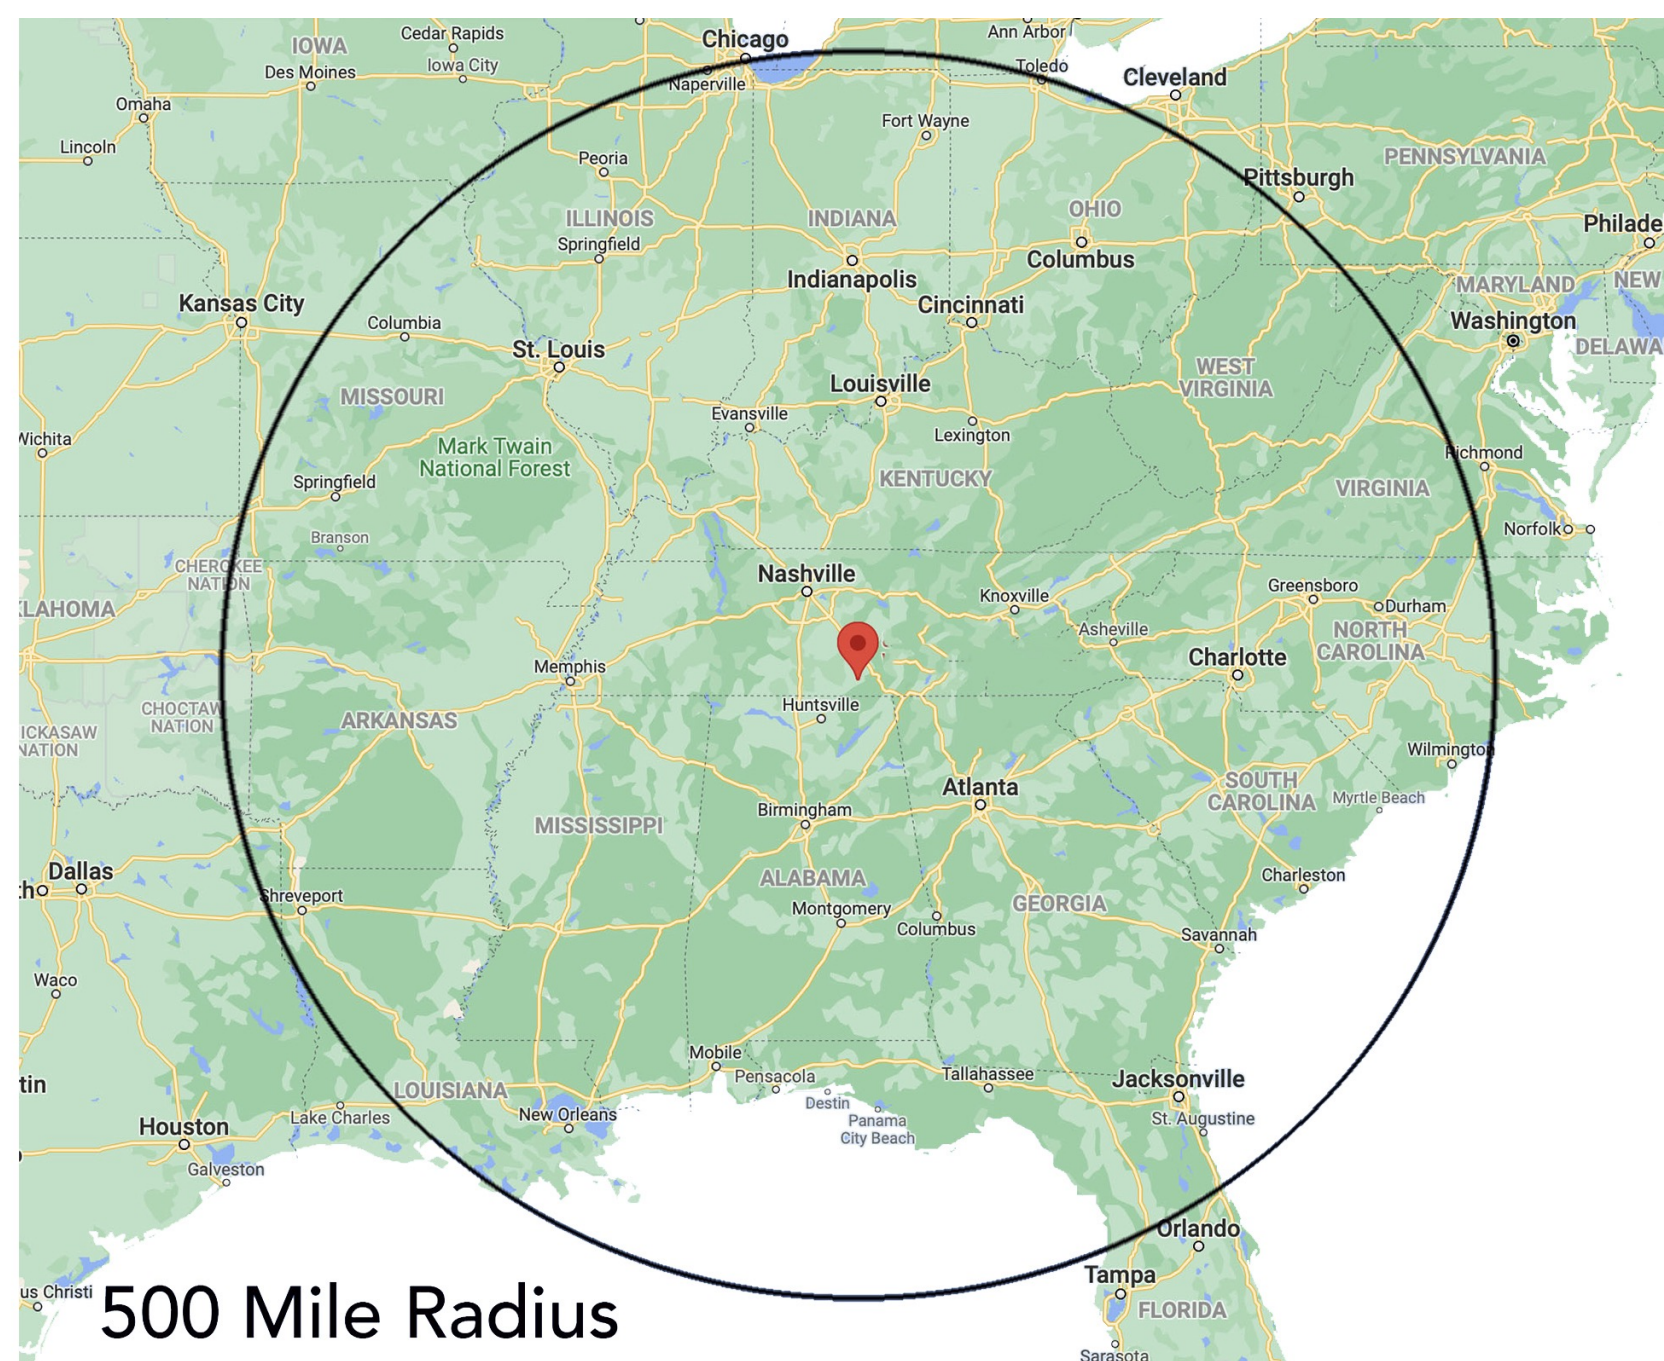 Cedar Rapids
Chicago
Ann Arbor
IOWA
Iowa City
Toledo
Des Moines
Naperville
Cleveland
Omaha
Fort Wayne
Lincoln
Peoria
PENNSYLVANIA
Pittsburgh
ILLINOIS
INDIANA
OHIO
Philade
Springfield
Columbus
Indianapolis
MARYLAND
NEW
Kansas City
Cincinnati
Columbia
Washington
St. Louis
DELAWA
Louisville
WEST
VIRGINIA
MISSOURI
Evansville
Lexington
Wichita
Mark Twain
National Forest
Richmond
KENTUCKY
VIRGINIA
Springfield
Norfolk
Branson
CHEROKEE
NATION
Nashville
Greensboro
Knoxville
KLAHOMA
Durham
Asheville
NORTH
CAROLINA
Charlotte
Memphis
CHOCTAW
NATION
Huntsville
ARKANSAS
ICKASAW
NATION
Wilmington
Atlanta
SOUTH
CAROLINA
Myrtle Beach
Birmingham
MISSISSIPPI
Dallas
th
ALABAMA
Charleston
Shreveport
GEORGIA
Montgomery
Columbus
Savannah
Waco
Mobile
Pensacola
Tallahassee
Jacksonville
tin
LOUISIANA
Destin
New Orleans
Lake Charles
St. Augustine
Panama
City Beach
Houston
Galveston
Orlando
Tampa
us Christi
FLORIDA
500 Mile Radius
Sarasota